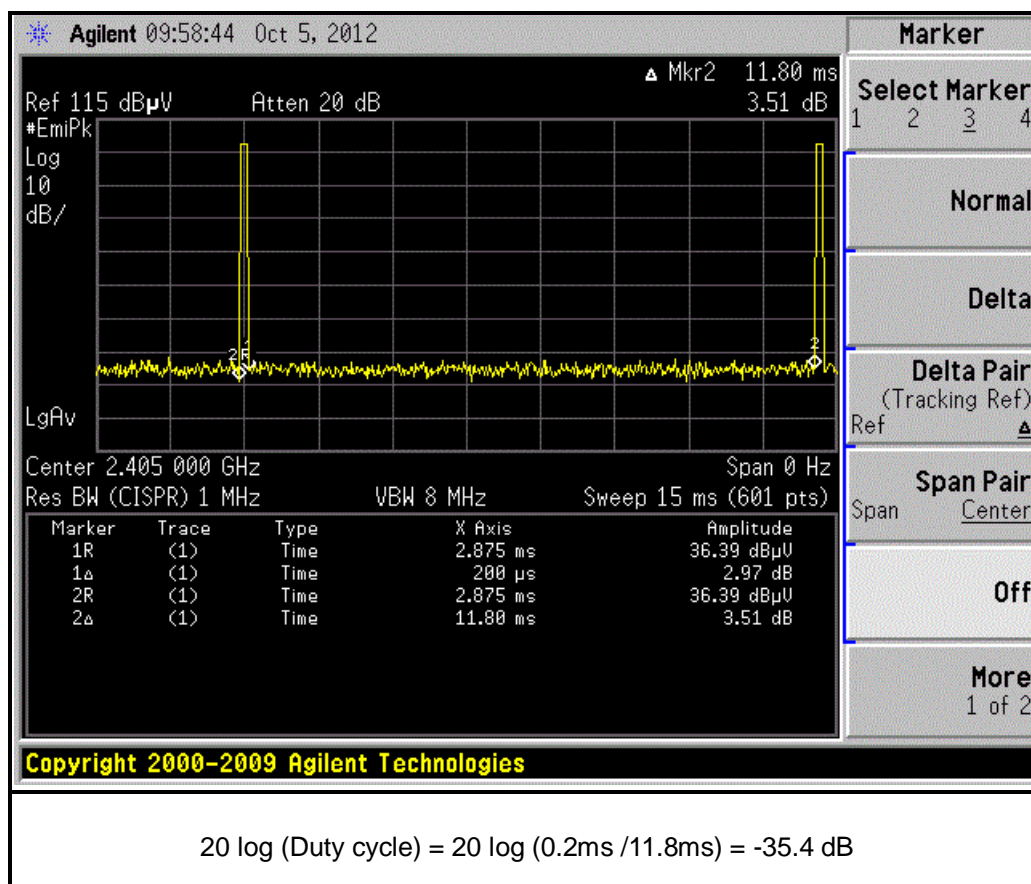 Agilent 09:58:44 Oct 5, 2012
Δ Mkr2 11.80 ms
Ref 115 dBµV Atten 20 dB 3.51 dB
#EmiPk
Log
10
dB/
2R
2
LgAv
Center 2.405 000 GHz Span 0 Hz
Res BW (CISPR) 1 MHz VBW 8 MHz Sweep 15 ms (601 pts)
Marker Trace Type X Axis Amplitude
1R (1) Time 2.875 ms 36.39 dBµV
1Δ (1) Time 200 µs 2.97 dB
2R (1) Time 2.875 ms 36.39 dBµV
2Δ (1) Time 11.80 ms 3.51 dB
Marker
Select Marker
1 2 3 4
Normal
Delta
Delta Pair
(Tracking Ref)
Ref Δ
Span Pair
Span Center
Off
More
1 of 2
Copyright 2000-2009 Agilent Technologies
20 log (Duty cycle) = 20 log (0.2ms /11.8ms) = -35.4 dB